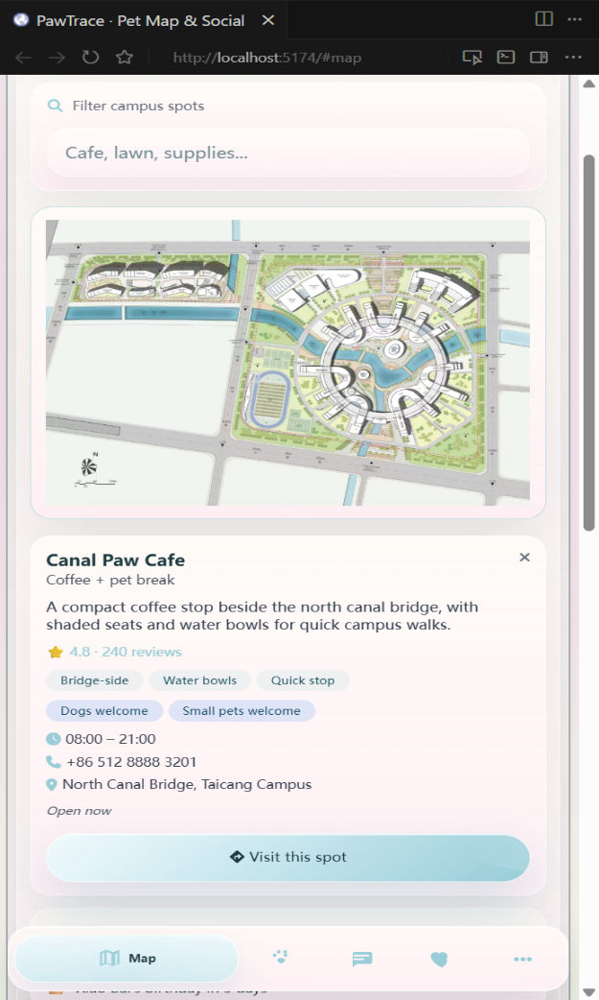 PawTrace · Pet Map & Social
http://localhost:5174/#map
Filter campus spots
Cafe, lawn, supplies...
N
Canal Paw Cafe
Coffee + pet break
A compact coffee stop beside the north canal bridge, with
shaded seats and water bowls for quick campus walks.
4.8 · 240 reviews
Bridge-side Water bowls Quick stop
Dogs welcome Small pets welcome
08:00 – 21:00
+86 512 8888 3201
North Canal Bridge, Taicang Campus
Open now
Visit this spot
Map